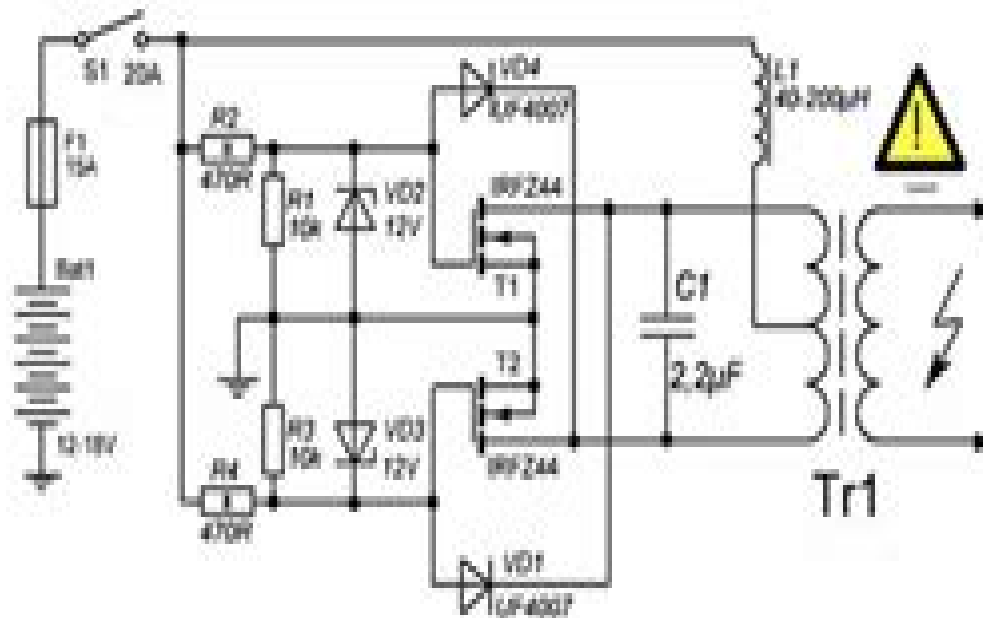 S1 20A
F1
15A
Bat1
12-18V
R2
470R
R1
10k
VD2
12V
VD4
UF4007
L1
40-200µH
IRFZ44
T1
C1
2,2µF
T2
R3
10k
VD3
12V
IRFZ44
R4
470R
VD1
UF4007
Tr1